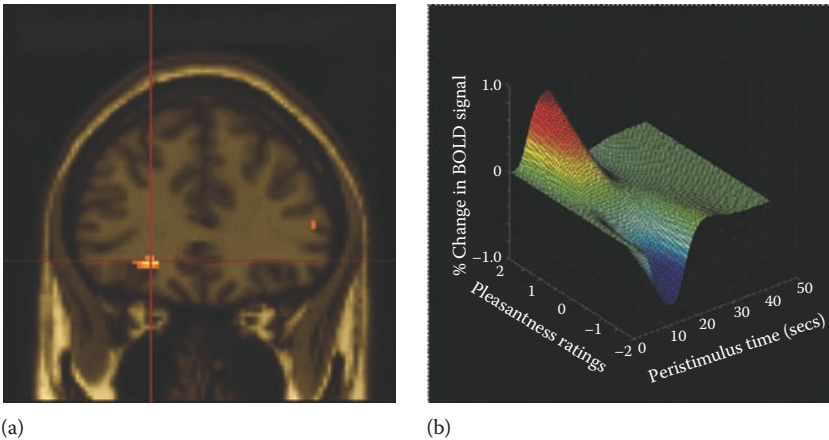 % Change in BOLD signal
1.0
0
−1.0
2
1
0
−1
−2
Pleasantness ratings
0
10
20
30
40
50
Peristimulus time (secs)
(a)
(b)